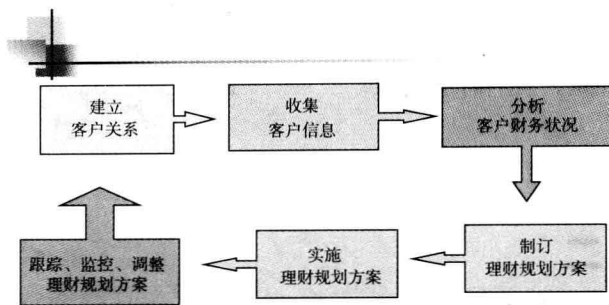 建立
客户关系
收集
客户信息
分析
客户财务状况
制订
理财规划方案
实施
理财规划方案
跟踪、监控、调整
理财规划方案